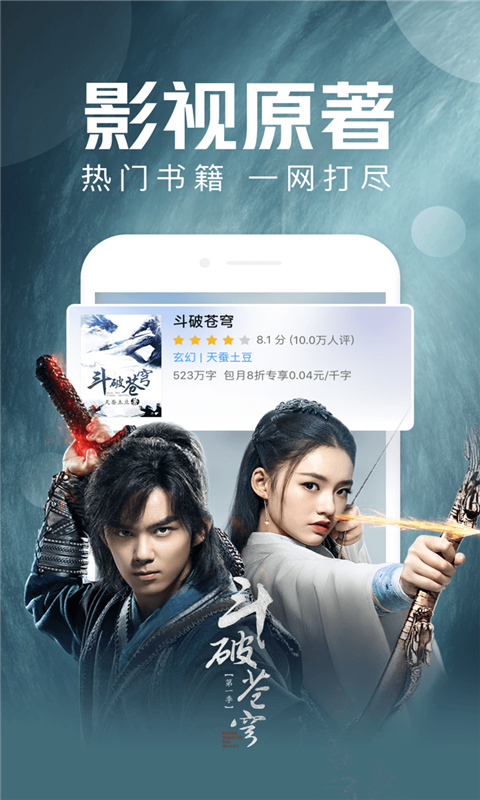 影视原著
热门书籍 一网打尽
斗破苍穹
8.1 分 (10.0万人评)
玄幻 | 天蚕土豆
523万字 包月8折专享0.04元/千字
斗破苍穹
天蚕土豆 著
斗破苍穹
【第一季】